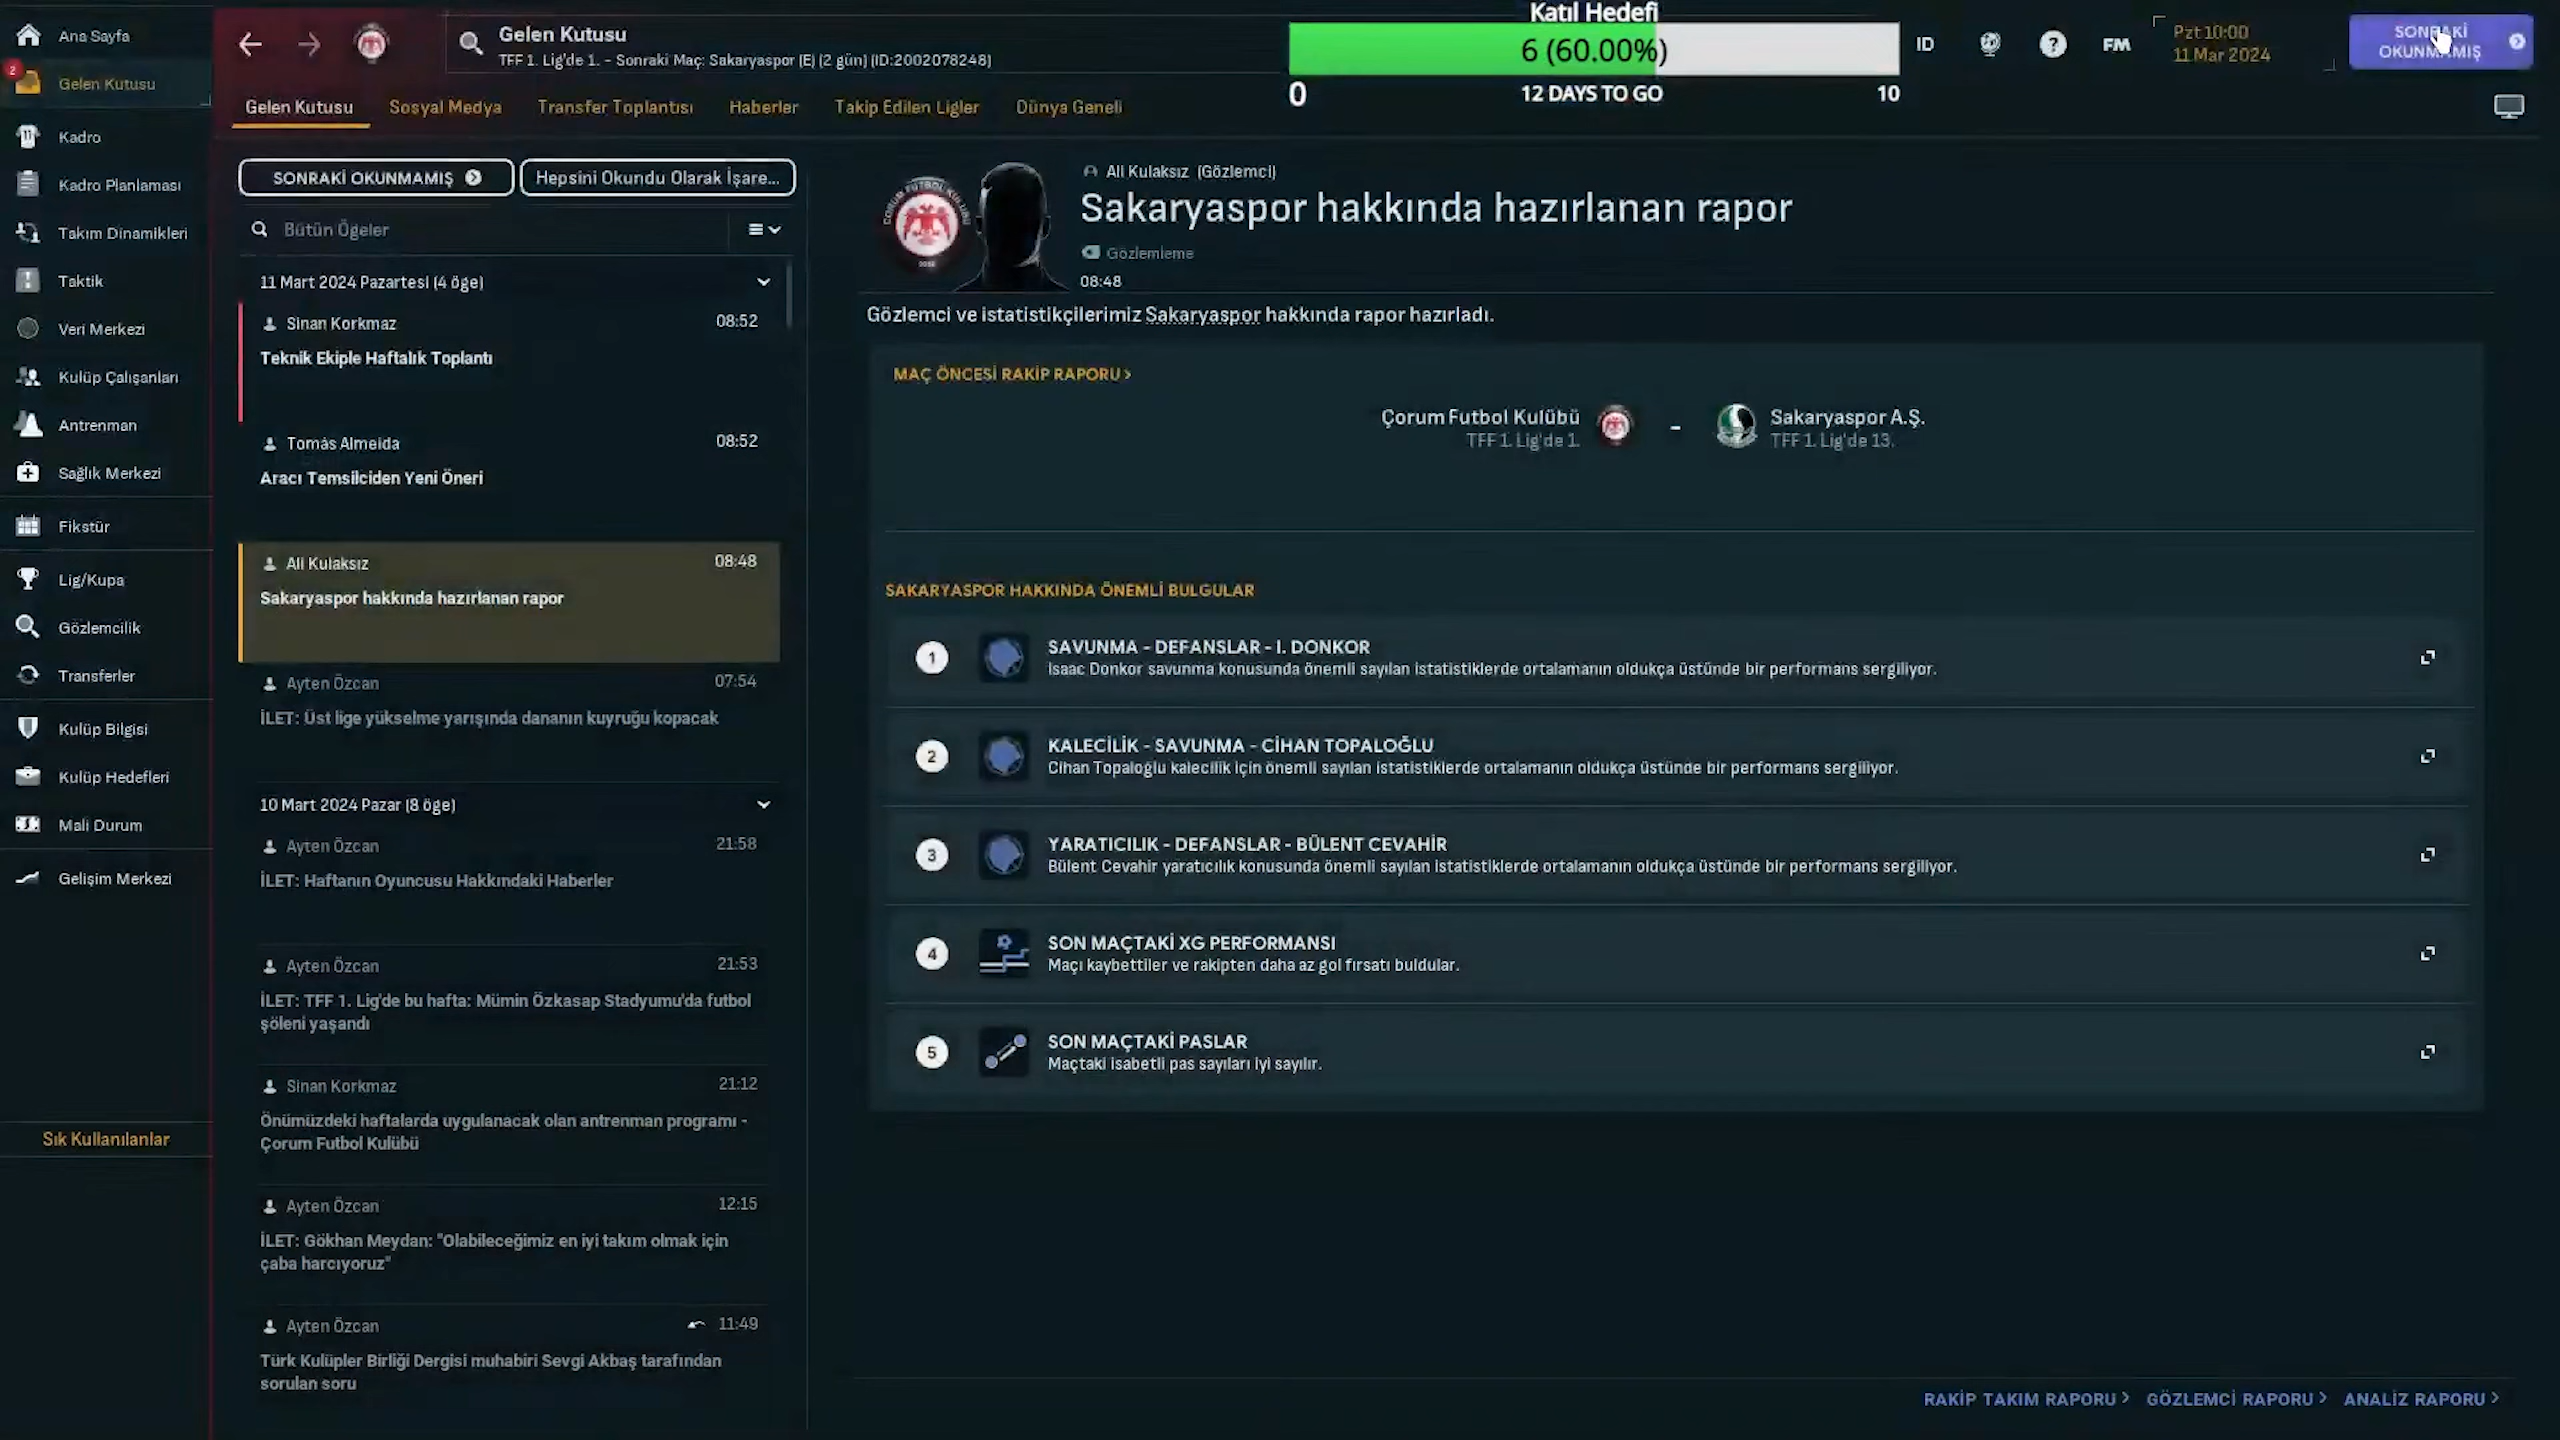 Ana Sayfa
2
Gelen Kutusu
Kadro
Kadro Planlaması
Takım Dinamikleri
Taktik
Veri Merkezi
Kulüp Çalışanları
Antrenman
Sağlık Merkezi
Fikstür
Lig/Kupa
Gözlemcilik
Transferler
Kulüp Bilgisi
Kulüp Hedefleri
Mali Durum
Gelişim Merkezi
Sık Kullanılanlar
Gelen Kutusu
TFF 1. Lig'de 1. - Sonraki Maç: Sakaryaspor (E) (2 gün) (ID:2002078248)
Katıl Hedefi
6 (60.00%)
0
12 DAYS TO GO
10
ID
FM
Pzt 10:00
11 Mar 2024
SONRAKİ
OKUNMAMIŞ
Gelen Kutusu
Sosyal Medya
Transfer Toplantısı
Haberler
Takip Edilen Ligler
Dünya Geneli
SONRAKİ OKUNMAMIŞ
Hepsini Okundu Olarak İşare...
Bütün Ögeler
11 Mart 2024 Pazartesi (4 öge)
Sinan Korkmaz 08:52
Teknik Ekiple Haftalık Toplantı
Tomás Almeida 08:52
Aracı Temsilciden Yeni Öneri
Ali Kulaksız 08:48
Sakaryaspor hakkında hazırlanan rapor
Ayten Özcan 07:54
İLET: Üst lige yükselme yarışında dananın kuyruğu kopacak
10 Mart 2024 Pazar (8 öge)
Ayten Özcan 21:58
İLET: Haftanın Oyuncusu Hakkındaki Haberler
Ayten Özcan 21:53
İLET: TFF 1. Lig'de bu hafta: Mümin Özkasap Stadyumu'da futbol
şöleni yaşandı
Sinan Korkmaz 21:12
Önümüzdeki haftalarda uygulanacak olan antrenman programı -
Çorum Futbol Kulübü
Ayten Özcan 12:15
İLET: Gökhan Meydan: "Olabileceğimiz en iyi takım olmak için
çaba harcıyoruz"
Ayten Özcan 11:49
Türk Kulüpler Birliği Dergisi muhabiri Sevgi Akbaş tarafından
sorulan soru
Ali Kulaksız (Gözlemci)
Sakaryaspor hakkında hazırlanan rapor
Gözlemleme
08:48
Gözlemci ve istatistikçilerimiz Sakaryaspor hakkında rapor hazırladı.
MAÇ ÖNCESİ RAKİP RAPORU >
Çorum Futbol Kulübü
TFF 1. Lig'de 1.
-
Sakaryaspor A.Ş.
TFF 1. Lig'de 13.
SAKARYASPOR HAKKINDA ÖNEMLİ BULGULAR
1
SAVUNMA - DEFANSLAR - I. DONKOR
Isaac Donkor savunma konusunda önemli sayılan istatistiklerde ortalamanın oldukça üstünde bir performans sergiliyor.
2
KALECİLİK - SAVUNMA - CİHAN TOPALOĞLU
Cihan Topaloğlu kalecilik için önemli sayılan istatistiklerde ortalamanın oldukça üstünde bir performans sergiliyor.
3
YARATICILIK - DEFANSLAR - BÜLENT CEVAHİR
Bülent Cevahir yaratıcılık konusunda önemli sayılan istatistiklerde ortalamanın oldukça üstünde bir performans sergiliyor.
4
SON MAÇTAKİ XG PERFORMANSI
Maçı kaybettiler ve rakipten daha az gol fırsatı buldular.
5
SON MAÇTAKİ PASLAR
Maçtaki isabetli pas sayıları iyi sayılır.
RAKİP TAKIM RAPORU > GÖZLEMCİ RAPORU > ANALİZ RAPORU >